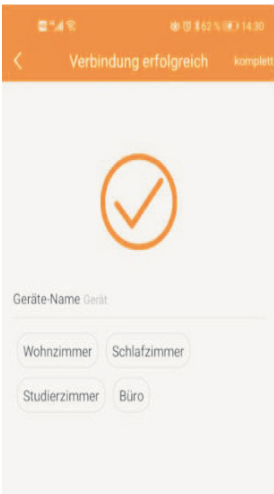 62 % 14:30
Verbindung erfolgreich komplett
Geräte-Name Gerät
Wohnzimmer Schlafzimmer
Studierzimmer Büro